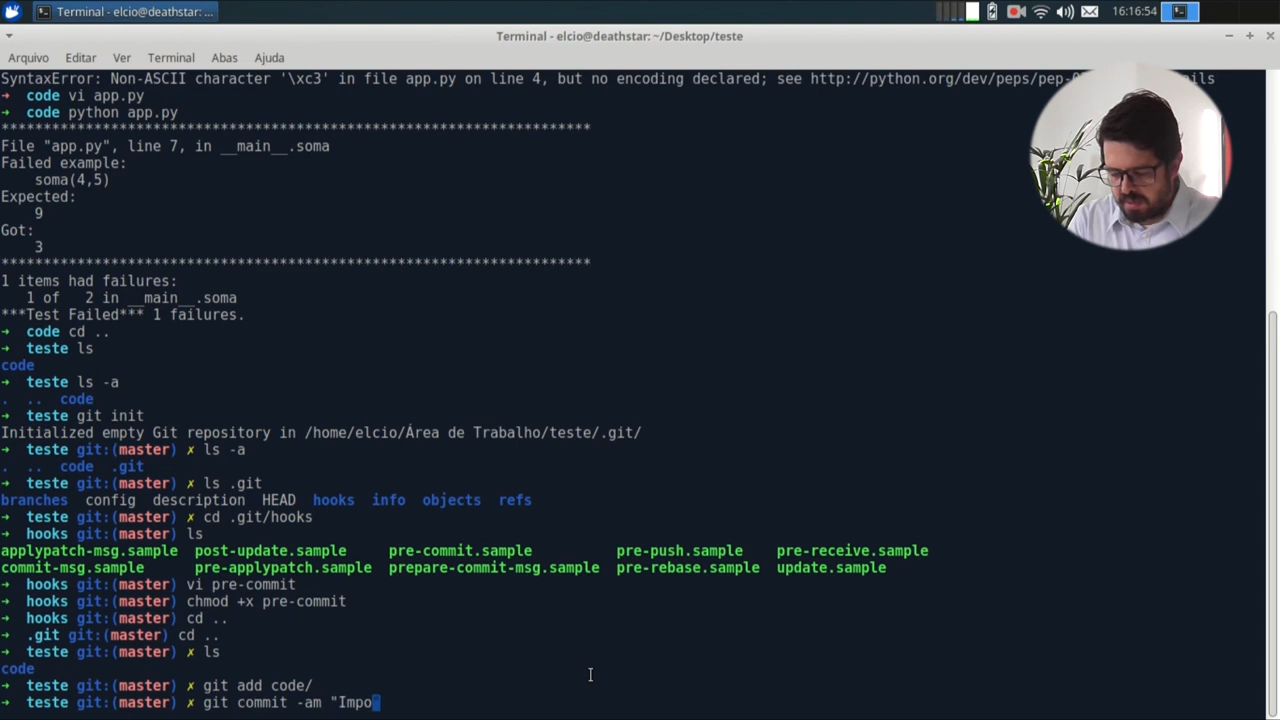 Terminal - elcio@deathstar: ...
16:16:54
Terminal - elcio@deathstar: ~/Desktop/teste
Arquivo Editar Ver Terminal Abas Ajuda
SyntaxError: Non-ASCII character '\xc3' in file app.py on line 4, but no encoding declared; see http://python.org/dev/peps/
➜ code vi app.py
➜ code python app.py
**********************************************************************
File "app.py", line 7, in __main__.soma
Failed example:
soma(4,5)
Expected:
9
Got:
3
**********************************************************************
1 items had failures:
1 of 2 in __main__.soma
***Test Failed*** 1 failures.
➜ code cd ..
➜ teste ls
code
➜ teste ls -a
. .. code
➜ teste git init
Initialized empty Git repository in /home/elcio/Área de Trabalho/teste/.git/
➜ teste git:(master) ✗ ls -a
. .. code .git
➜ teste git:(master) ✗ ls .git
branches config description HEAD hooks info objects refs
➜ teste git:(master) ✗ cd .git/hooks
➜ hooks git:(master) ls
applypatch-msg.sample post-update.sample pre-commit.sample pre-push.sample pre-receive.sample
commit-msg.sample pre-applypatch.sample prepare-commit-msg.sample pre-rebase.sample update.sample
➜ hooks git:(master) vi pre-commit
➜ hooks git:(master) chmod +x pre-commit
➜ hooks git:(master) cd ..
➜ .git git:(master) cd ..
➜ teste git:(master) ✗ ls
code
➜ teste git:(master) ✗ git add code/
➜ teste git:(master) ✗ git commit -am "Impo